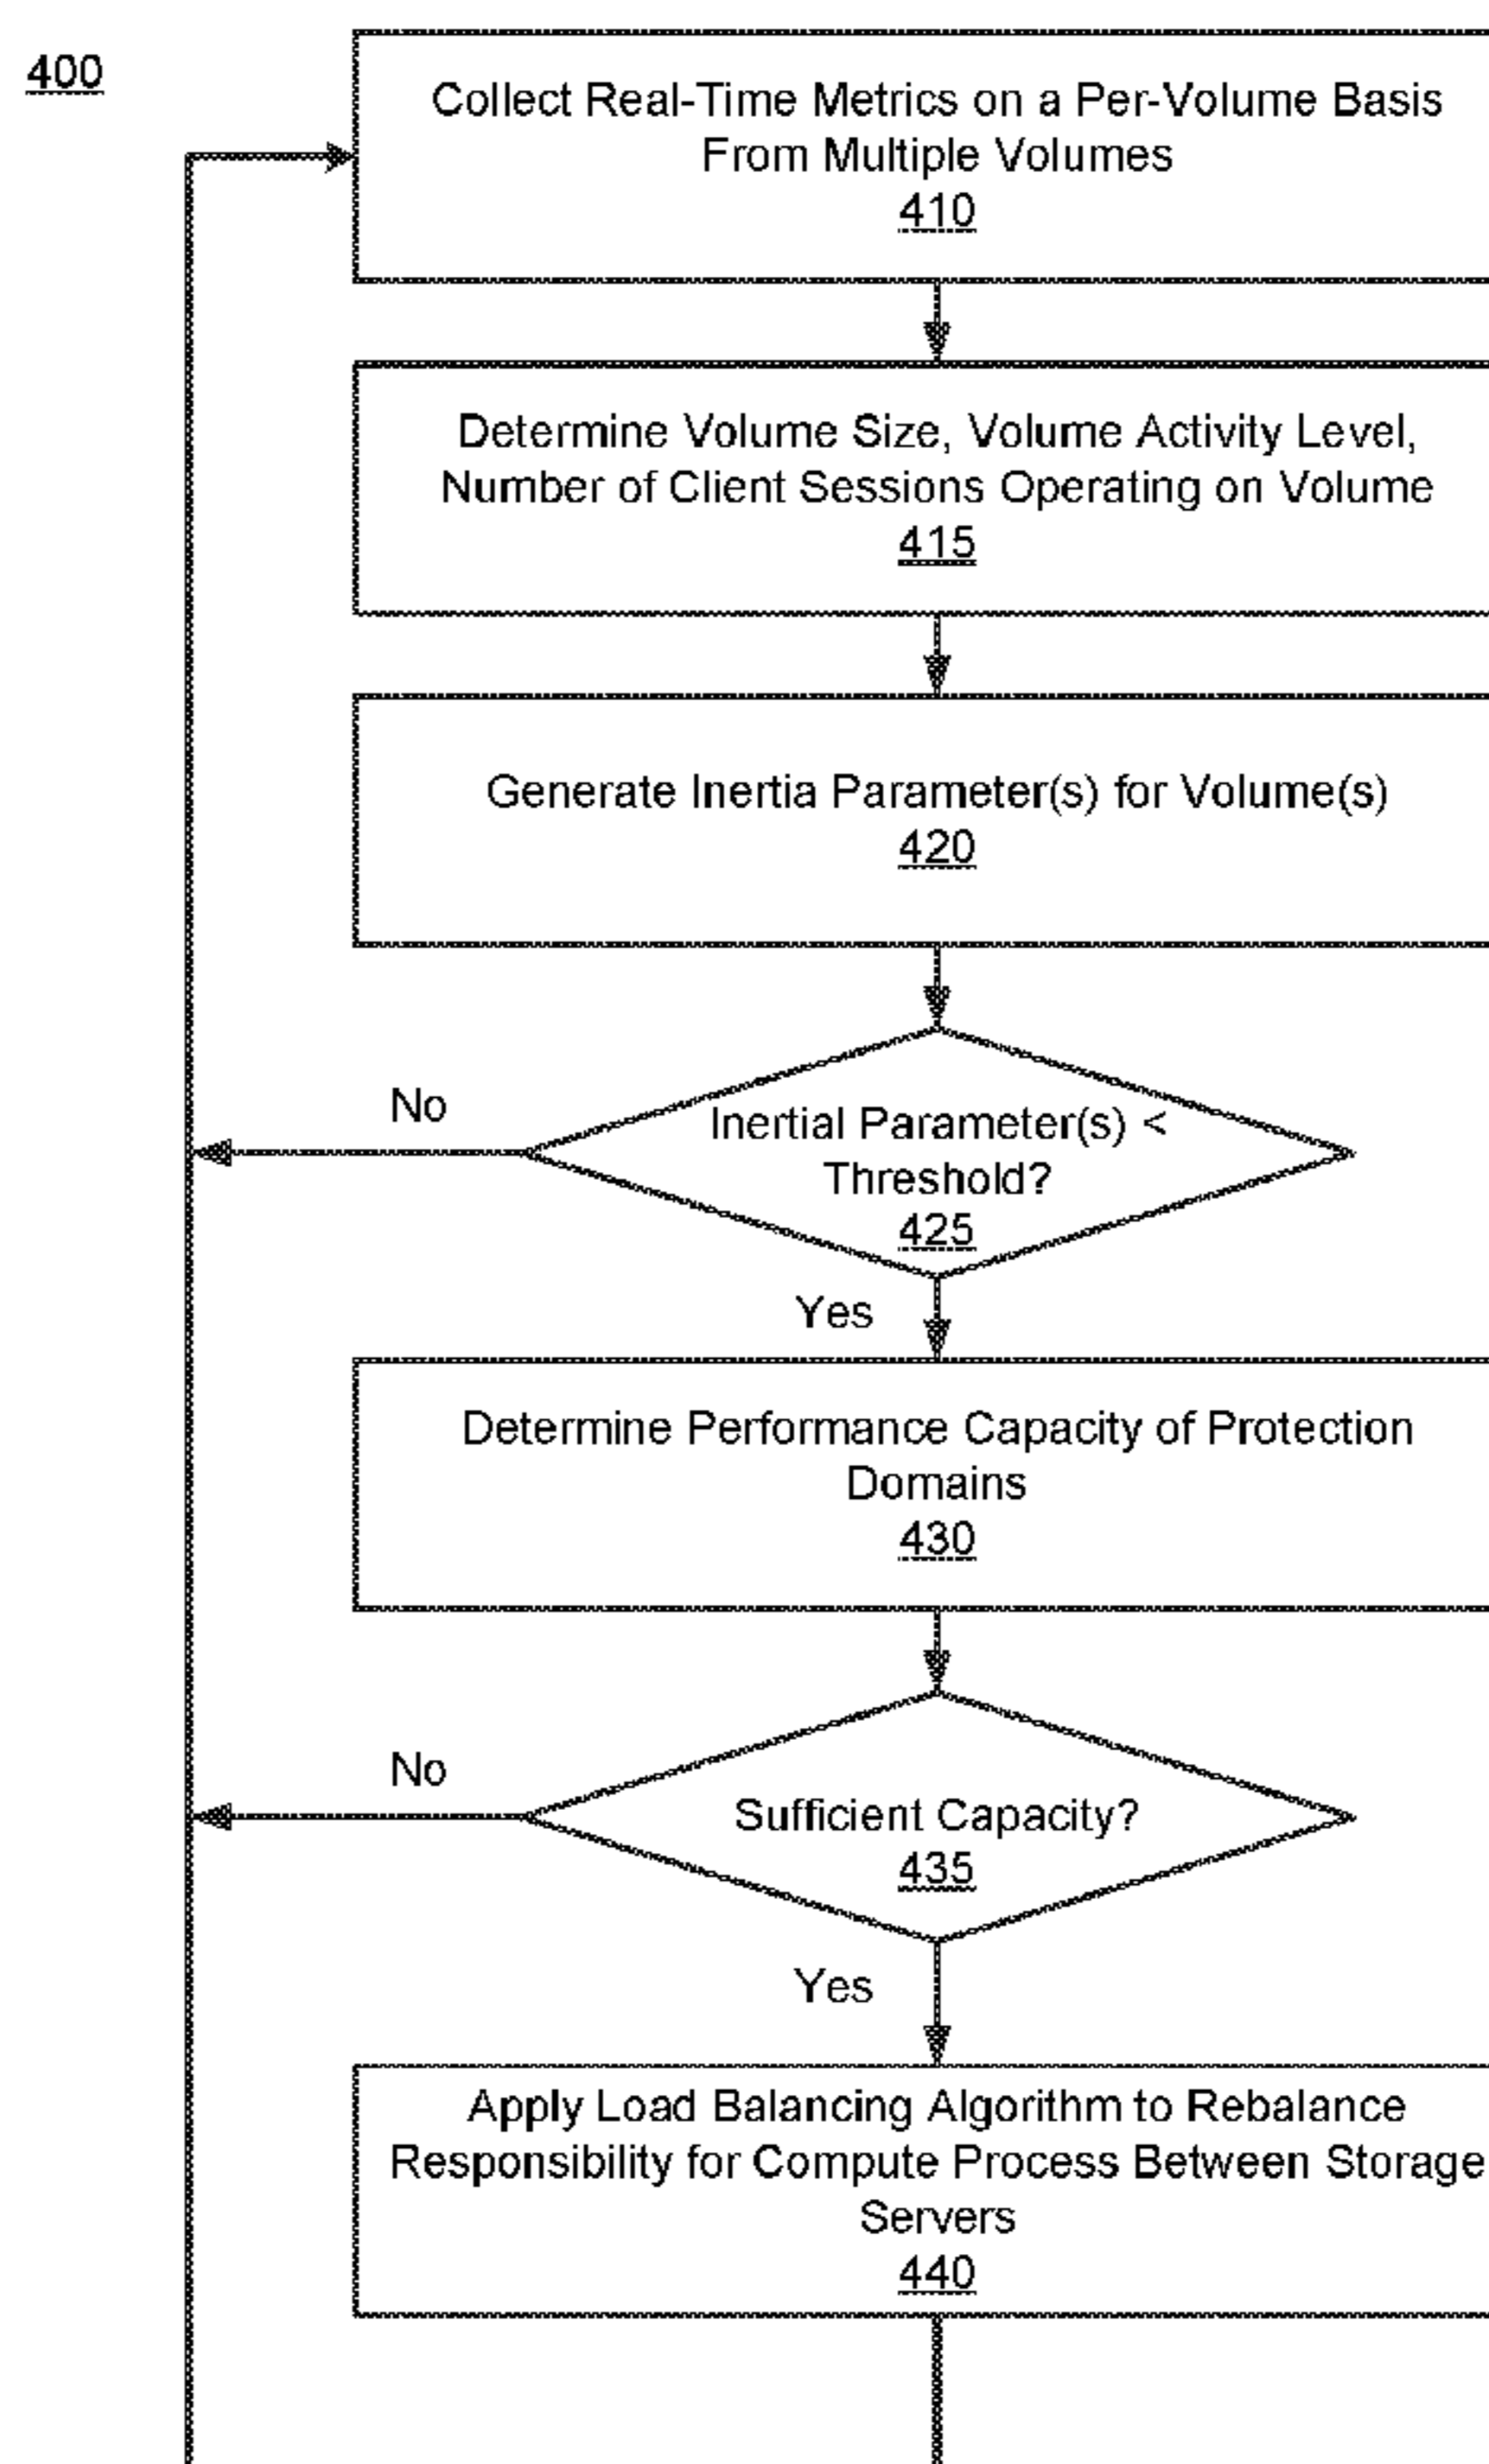 400
Collect Real-Time Metrics on a Per-Volume Basis
From Multiple Volumes
410
Determine Volume Size, Volume Activity Level,
Number of Client Sessions Operating on Volume
415
Generate Inertia Parameter(s) for Volume(s)
420
No
Inertial Parameter(s) <
Threshold?
425
Yes
Determine Performance Capacity of Protection
Domains
430
No
Sufficient Capacity?
435
Yes
Apply Load Balancing Algorithm to Rebalance
Responsibility for Compute Process Between Storage
Servers
440